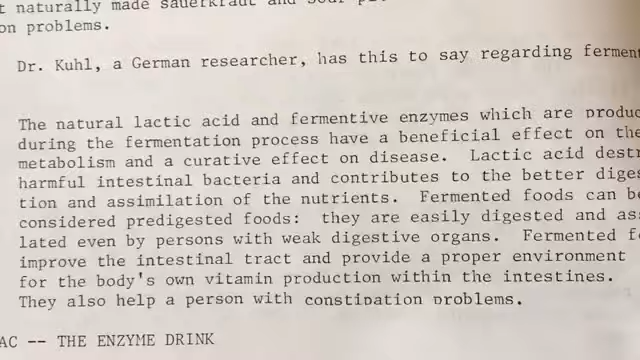 t naturally made sauerkraut and sour
on problems.
Dr. Kuhl, a German researcher, has this to say regarding ferment
The natural lactic acid and fermentive enzymes which are produc
during the fermentation process have a beneficial effect on the
metabolism and a curative effect on disease. Lactic acid destr
harmful intestinal bacteria and contributes to the better diges
tion and assimilation of the nutrients. Fermented foods can be
considered predigested foods: they are easily digested and ass
lated even by persons with weak digestive organs. Fermented f
improve the intestinal tract and provide a proper environment
for the body's own vitamin production within the intestines.
They also help a person with constipation problems.
AC -- THE ENZYME DRINK